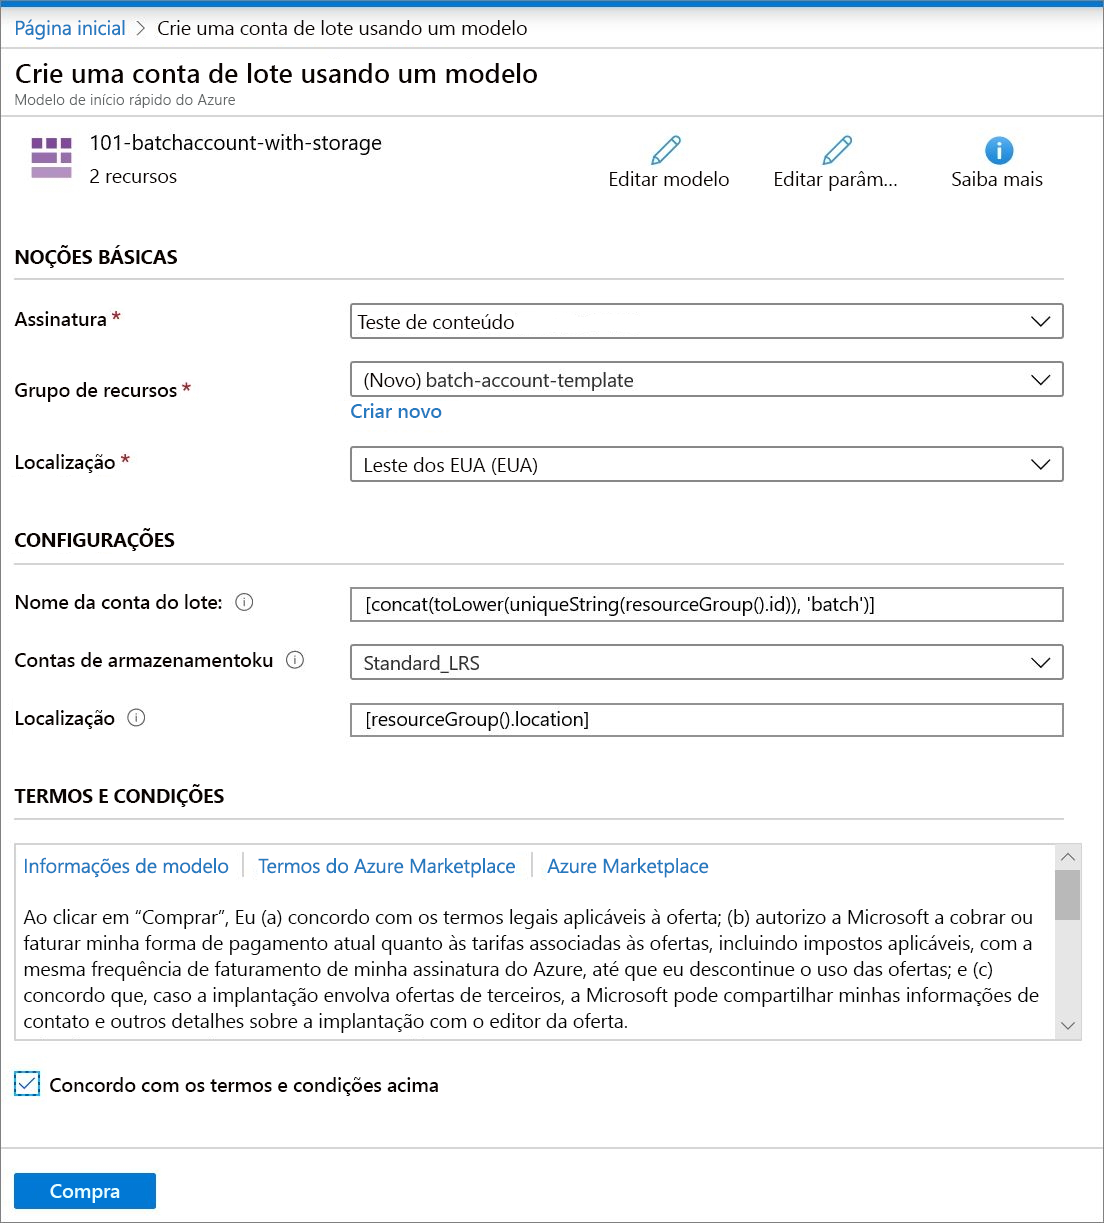 Página inicial > Crie uma conta de lote usando um modelo
Crie uma conta de lote usando um modelo
Modelo de início rápido do Azure
101-batchaccount-with-storage
2 recursos
Editar modelo
Editar parâm...
Saiba mais
NOÇÕES BÁSICAS
Assinatura *
Teste de conteúdo
Grupo de recursos *
(Novo) batch-account-template
Criar novo
Localização *
Leste dos EUA (EUA)
CONFIGURAÇÕES
Nome da conta do lote:
[concat(toLower(uniqueString(resourceGroup().id)), 'batch')]
Contas de armazenamentoku
Standard_LRS
Localização
[resourceGroup().location]
TERMOS E CONDIÇÕES
Informações de modelo | Termos do Azure Marketplace | Azure Marketplace
Ao clicar em “Comprar”, Eu (a) concordo com os termos legais aplicáveis à oferta; (b) autorizo a Microsoft a cobrar ou
faturar minha forma de pagamento atual quanto às tarifas associadas às ofertas, incluindo impostos aplicáveis, com a
mesma frequência de faturamento de minha assinatura do Azure, até que eu descontinue o uso das ofertas; e (c)
concordo que, caso a implantação envolva ofertas de terceiros, a Microsoft pode compartilhar minhas informações de
contato e outros detalhes sobre a implantação com o editor da oferta.
Concordo com os termos e condições acima
Compra